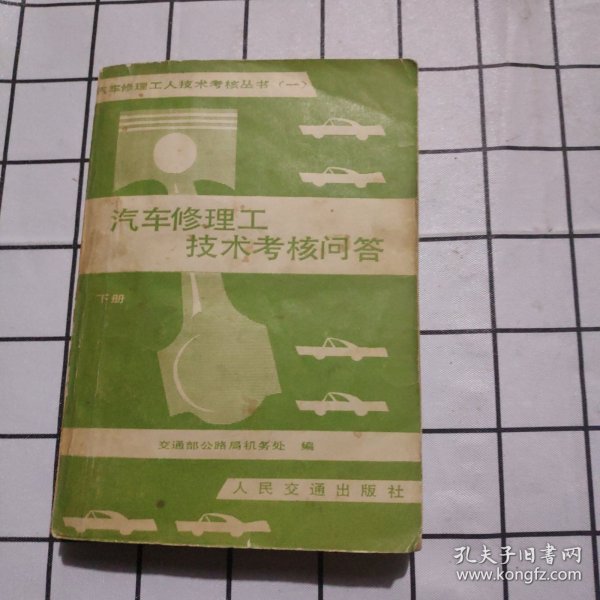 汽车修理工人技术考核丛书（一）
汽车修理工
技术考核问答
下册
交通部公路局机务处 编
人民交通出版社
孔夫子旧书网
www.kongfz.com